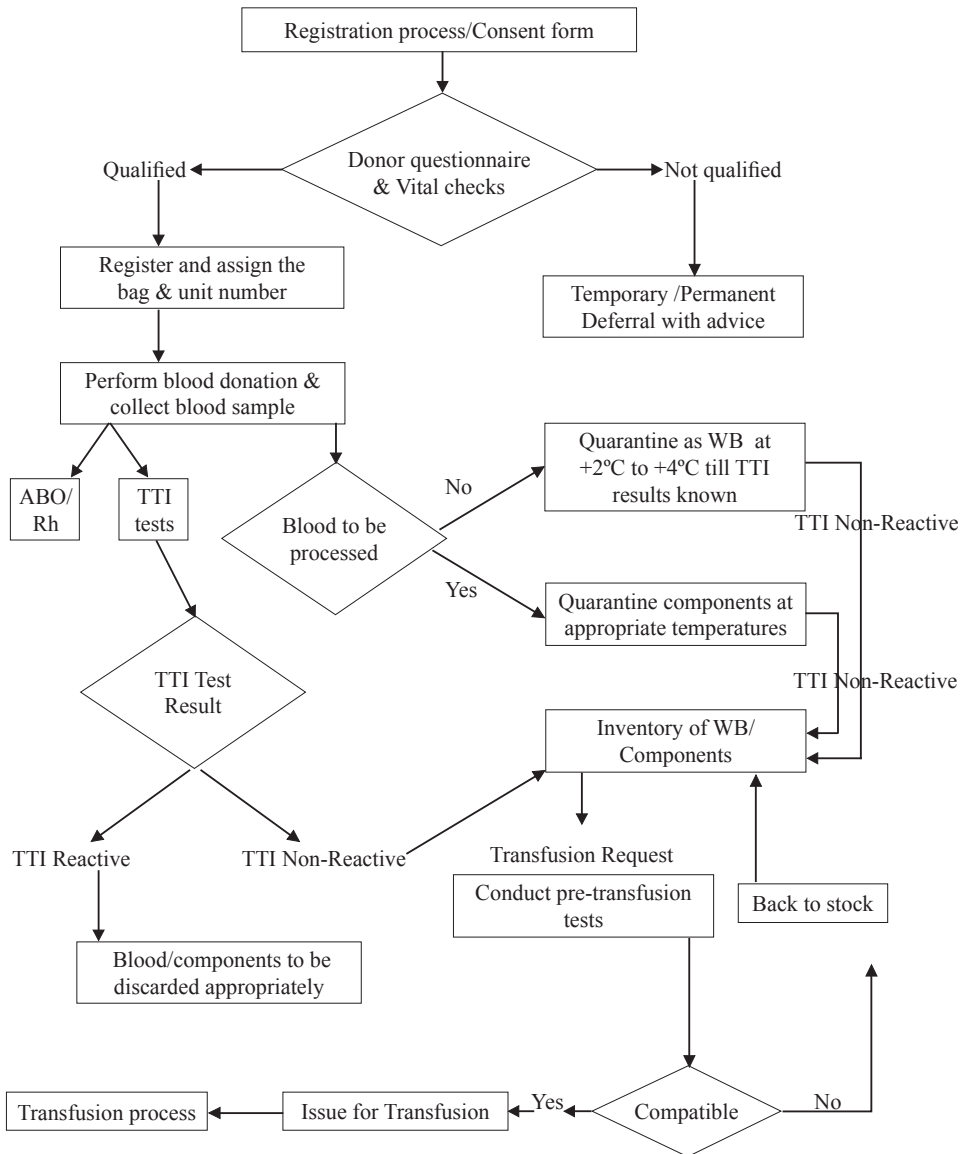 Registration process/Consent form
Donor questionnaire
& Vital checks
Qualified
Not qualified
Register and assign the
bag & unit number
Temporary /Permanent
Deferral with advice
Perform blood donation &
collect blood sample
ABO/
Rh
TTI
tests
Blood to be
processed
No
Quarantine as WB at
+2ºC to +4ºC till TTI
results known
TTI Non-Reactive
Yes
Quarantine components at
appropriate temperatures
TTI Non-Reactive
TTI Test
Result
Inventory of WB/
Components
TTI Reactive
TTI Non-Reactive
Transfusion Request
Conduct pre-transfusion
tests
Back to stock
Blood/components to be
discarded appropriately
Compatible
No
Yes
Issue for Transfusion
Transfusion process